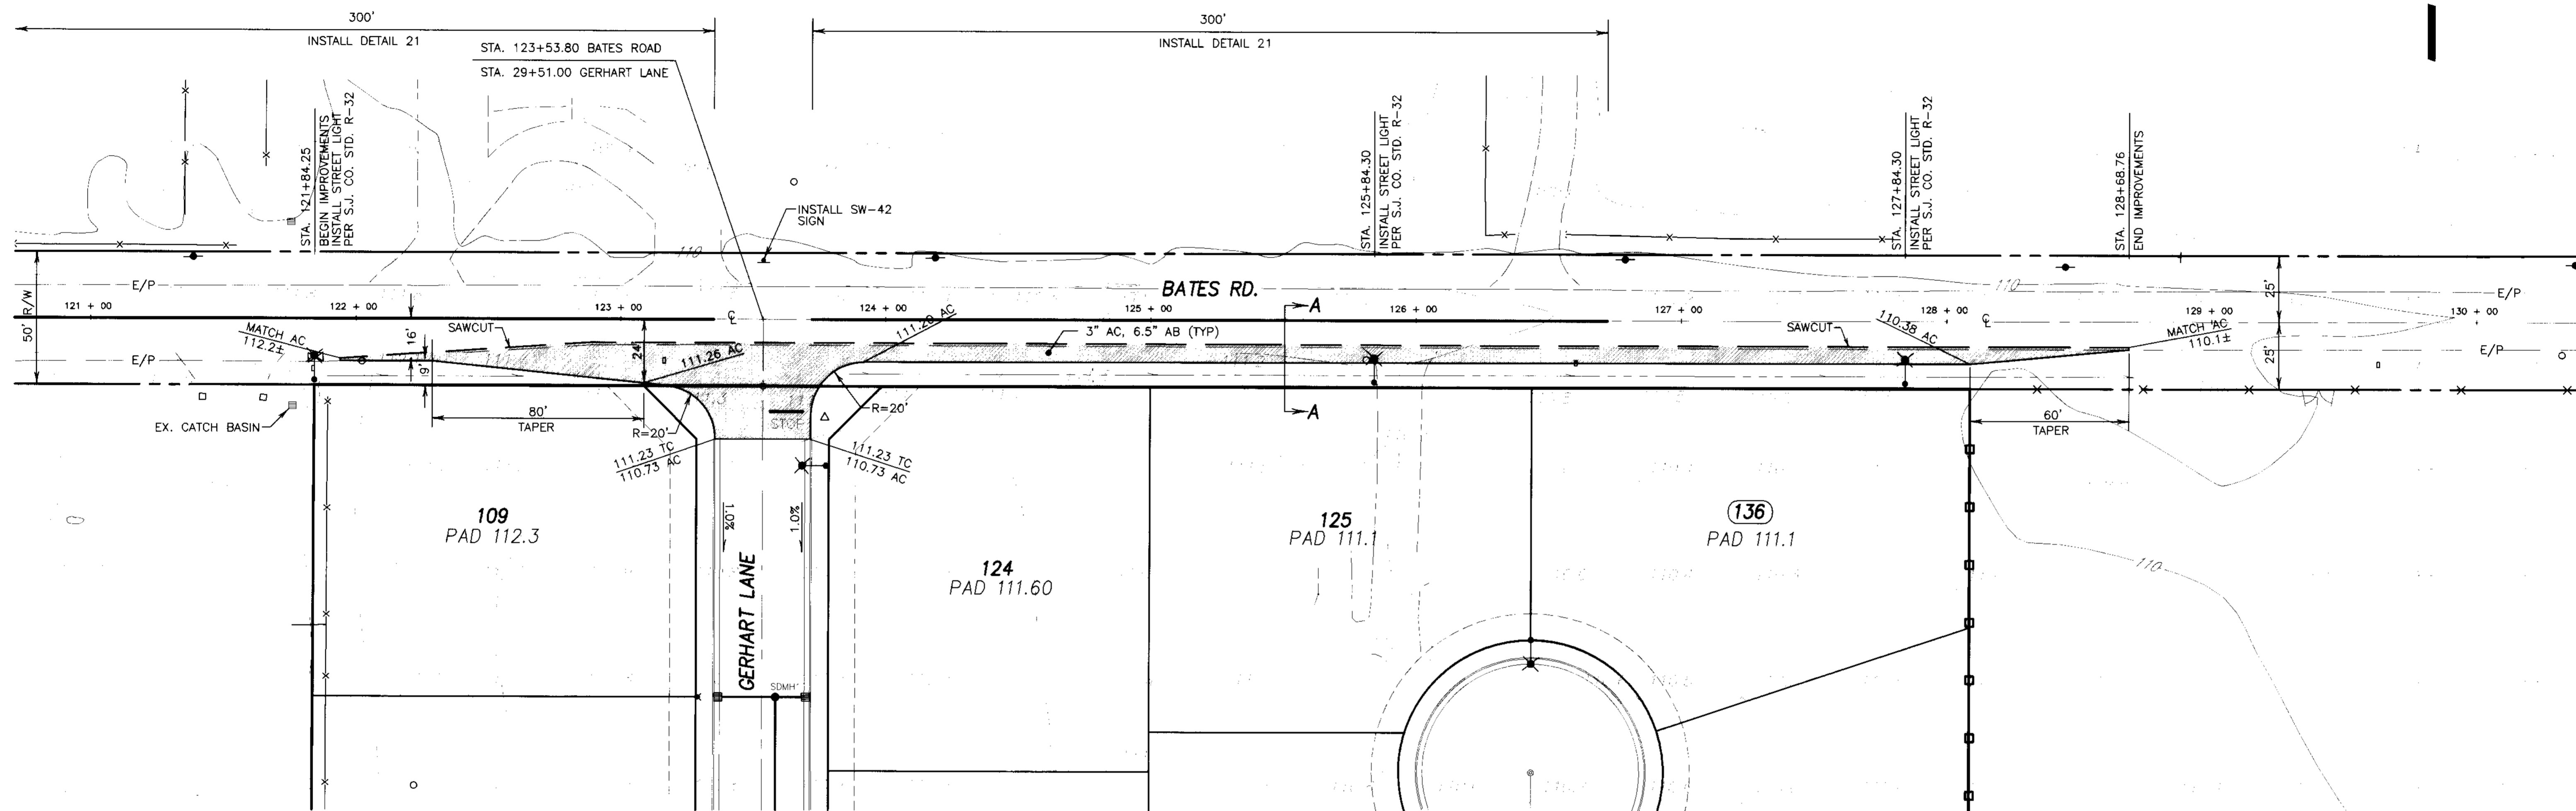 300'
INSTALL DETAIL 21
300'
INSTALL DETAIL 21
STA. 123+53.80 BATES ROAD
STA. 29+51.00 GERHART LANE
STA. 121+84.25
BEGIN IMPROVEMENTS
INSTALL STREET LIGHT
PER S.J. CO. STD. R-32
INSTALL SW-42
SIGN
STA. 125+84.30
INSTALL STREET LIGHT
PER S.J. CO. STD. R-32
STA. 127+84.30
INSTALL STREET LIGHT
PER S.J. CO. STD. R-32
STA. 128+68.76
END IMPROVEMENTS
110
110
50' R/W
E/P
E/P
BATES RD.
E/P
E/P
25'
25'
121 + 00
122 + 00
123 + 00
124 + 00
125 + 00
126 + 00
127 + 00
128 + 00
129 + 00
130 + 00
℄
℄
MATCH AC
112.2±
SAWCUT
16'
9'
24'
111.26 AC
111.20 AC
3" AC, 6.5" AB (TYP)
A
A
SAWCUT
110.38 AC
MATCH AC
110.1±
EX. CATCH BASIN
80'
TAPER
R=20'
STOP
R=20'
60'
TAPER
111.23 TC
110.73 AC
111.23 TC
110.73 AC
1.0%
1.0%
109
PAD 112.3
GERHART LANE
SDMH
124
PAD 111.60
125
PAD 111.1
136
PAD 111.1
110